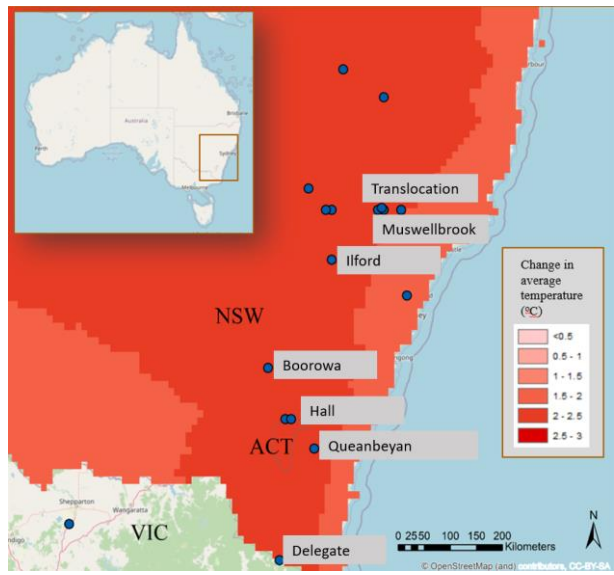 Australia
Brisbane
Perth
Sydney
Melbourne
Translocation
Muswellbrook
Ilford
NSW
Boorowa
Hall
ACT
Queanbeyan
Delegate
VIC
Shepparton
Wangaratta
Change in
average
temperature
(ºC)
<0.5
0.5 - 1
1 - 1.5
1.5 - 2
2 - 2.5
2.5 - 3
N
0 25 50 100 150 200
Kilometers
© OpenStreetMap (and) contributors, CC-BY-SA